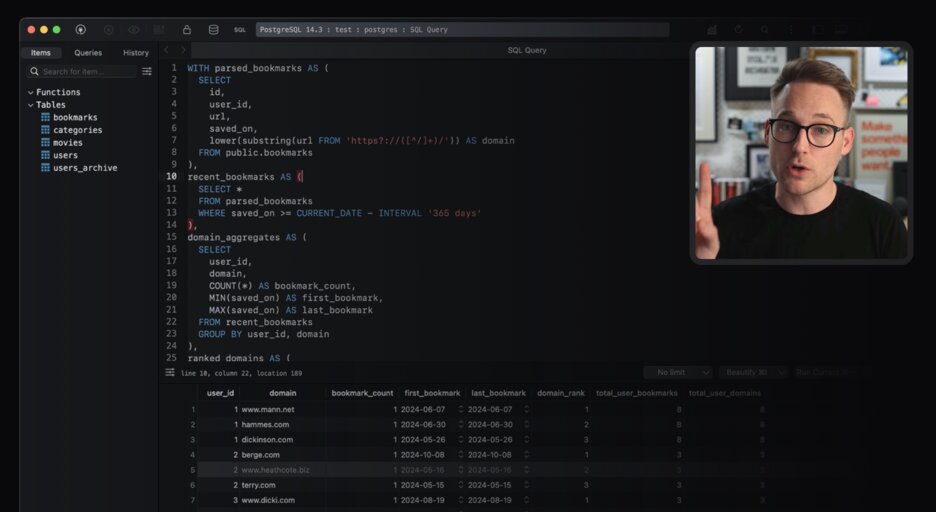 SQL
PostgreSQL 14.3 : test : postgres : SQL Query
Items Queries History
SQL Query
Search for item...
Functions
Tables
bookmarks
categories
movies
users
users_archive
1 WITH parsed_bookmarks AS (
2 SELECT
3 id,
4 user_id,
5 url,
6 saved_on,
7 lower(substring(url FROM 'https?://([^/]+)/')) AS domain
8 FROM public.bookmarks
9 ),
10 recent_bookmarks AS (
11 SELECT *
12 FROM parsed_bookmarks
13 WHERE saved_on >= CURRENT_DATE - INTERVAL '365 days'
14 ),
15 domain_aggregates AS (
16 SELECT
17 user_id,
18 domain,
19 COUNT(*) AS bookmark_count,
20 MIN(saved_on) AS first_bookmark,
21 MAX(saved_on) AS last_bookmark
22 FROM recent_bookmarks
23 GROUP BY user_id, domain
24 ),
25 ranked_domains AS (
line 10, column 22, location 189
No limit
Beautify ⌘I
Run Current
user_id domain bookmark_count first_bookmark last_bookmark domain_rank total_user_bookmarks total_user_domains
1 1 www.mann.net 1 2024-06-07 2024-06-07 1 8 8
2 1 hammes.com 1 2024-06-30 2024-06-30 2 8 8
3 1 dickinson.com 1 2024-05-26 2024-05-26 3 8 8
4 2 berge.com 1 2024-10-08 2024-10-08 1 3 3
5 2 www.heathcote.biz 1 2024-05-16 2024-05-16 2 3 3
6 2 terry.com 1 2024-05-15 2024-05-15 3 3 3
7 3 www.dicki.com 1 2024-08-19 2024-08-19 1 3 3
Make
something
people
want.